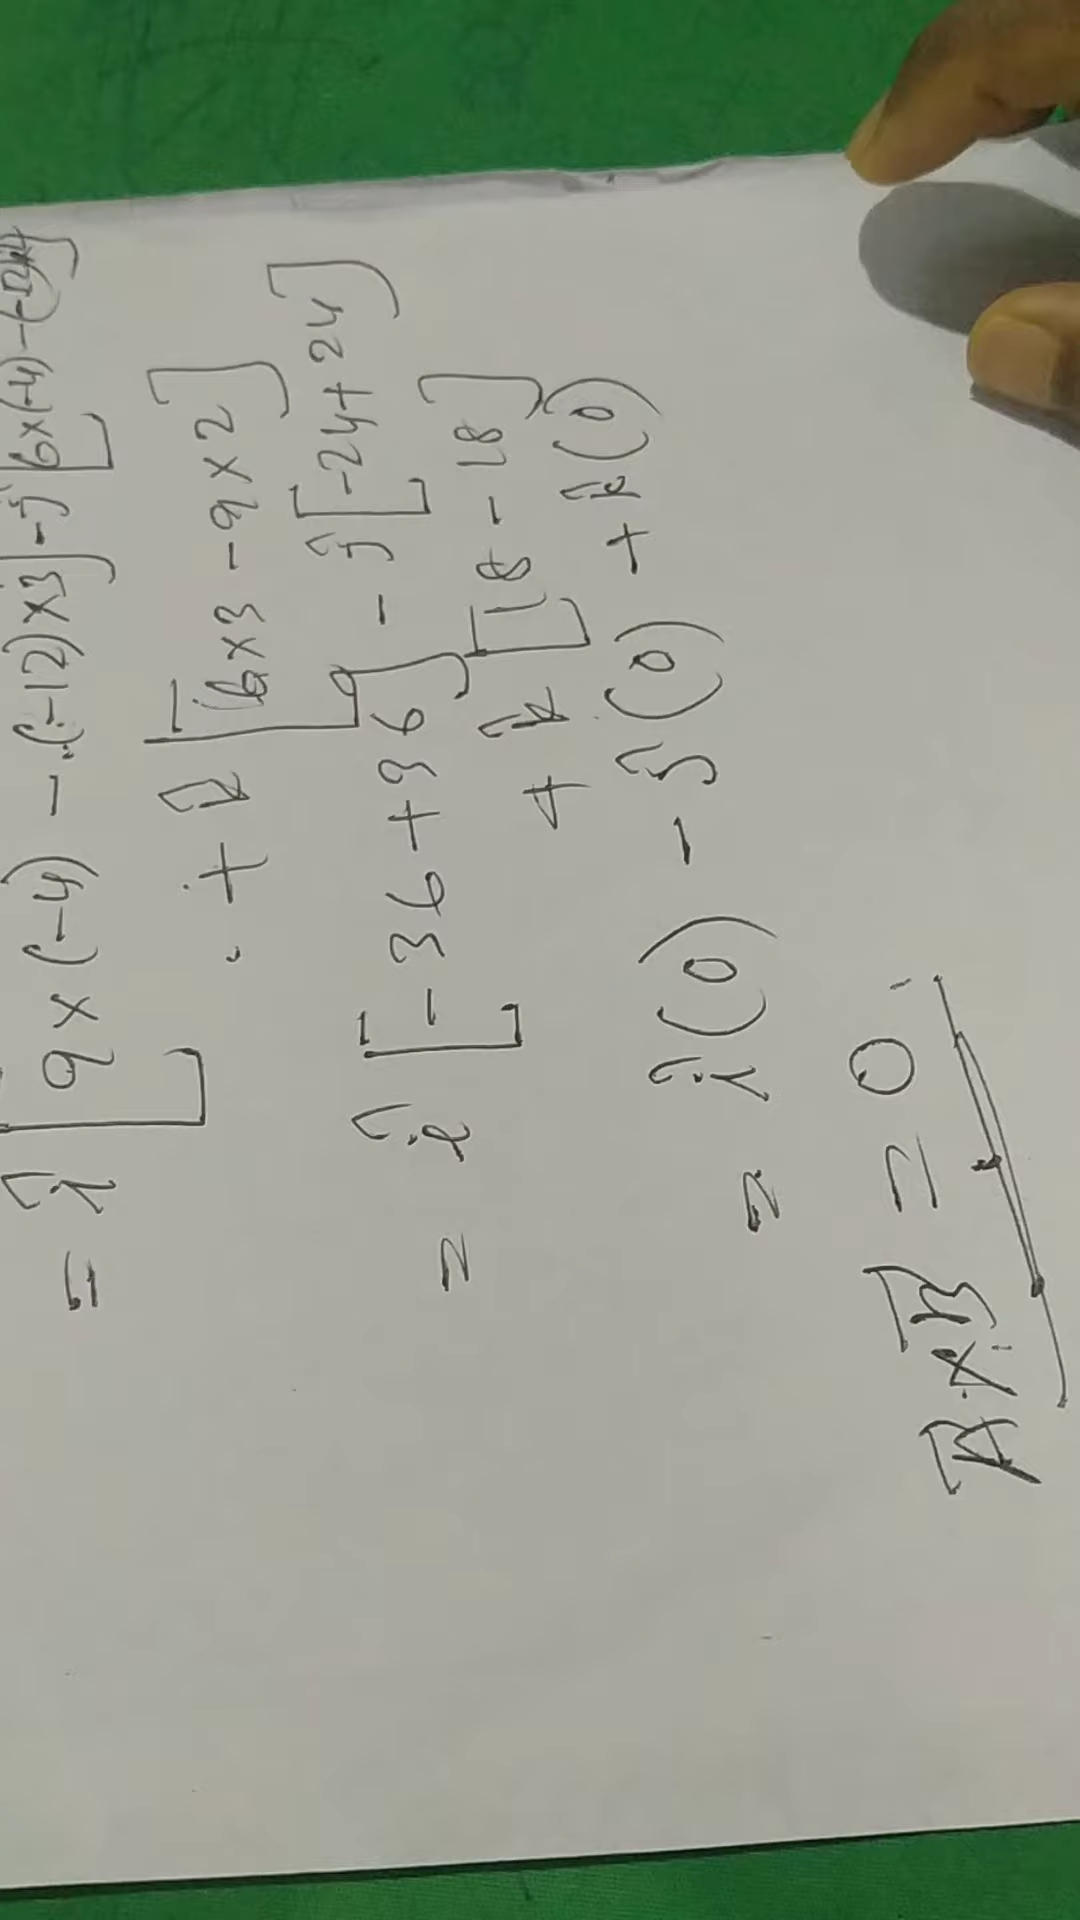 = î [9×(-4) - (-12)×3] - ĵ [6×(-4) - (-12)×2]
+ k̂ [6×3 - 9×2]
= î [-36+36] - ĵ [-24+24]
+ k̂ [18-18]
= î (0) - ĵ (0) + k̂ (0)
A⃗ × B⃗ = 0